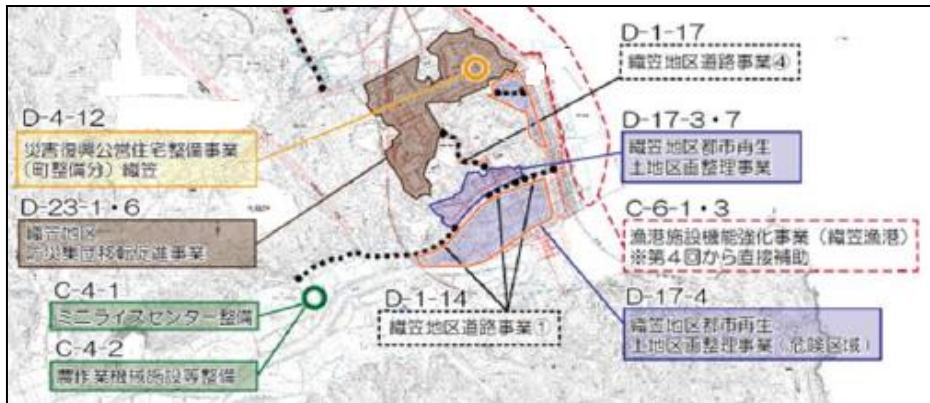 D-1-17
織笠地区道路事業④
D-4-12
災害復興公営住宅整備事業
(町整備分)織笠
D-17-3・7
織笠地区都市再生
土地区画整理事業
D-23-1・6
織笠地区
防災集団移転促進事業
C-6-1・3
漁港施設機能強化事業(織笠漁港)
※第4回から直接補助
C-4-1
ミニライスセンター整備
D-1-14
織笠地区道路事業①
D-17-4
織笠地区都市再生
土地区画整理事業(危険区域)
C-4-2
農作業機械施設等整備